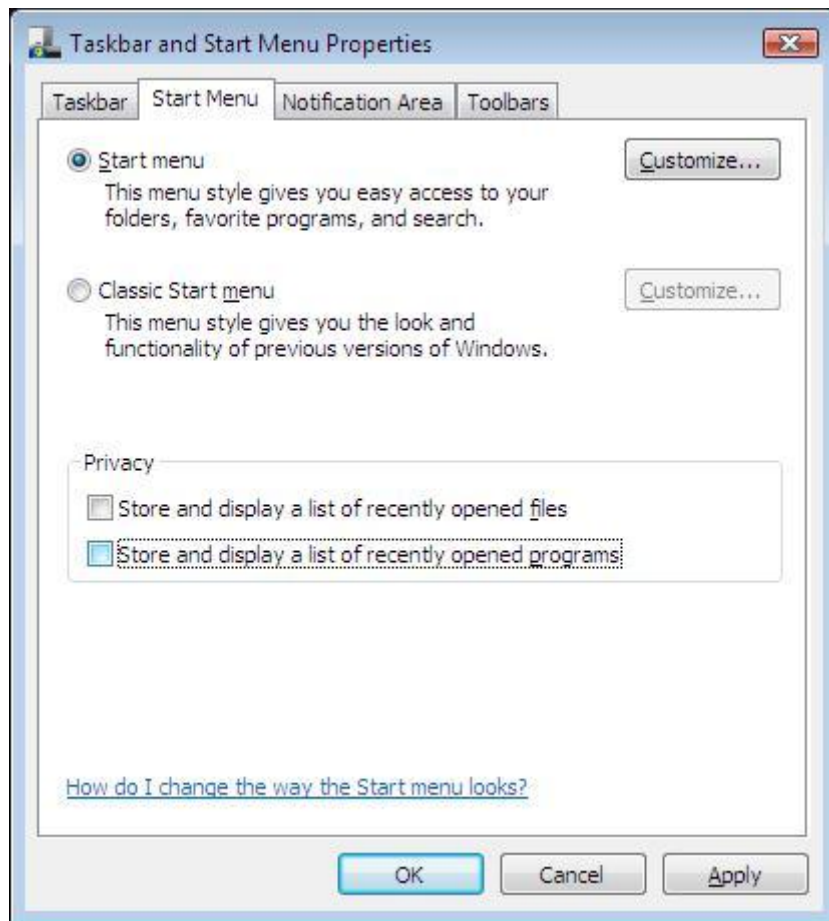 Taskbar and Start Menu Properties
Taskbar Start Menu Notification Area Toolbars
Start menu Customize...
This menu style gives you easy access to your
folders, favorite programs, and search.
Classic Start menu Customize...
This menu style gives you the look and
functionality of previous versions of Windows.
Privacy
Store and display a list of recently opened files
Store and display a list of recently opened programs
How do I change the way the Start menu looks?
OK Cancel Apply